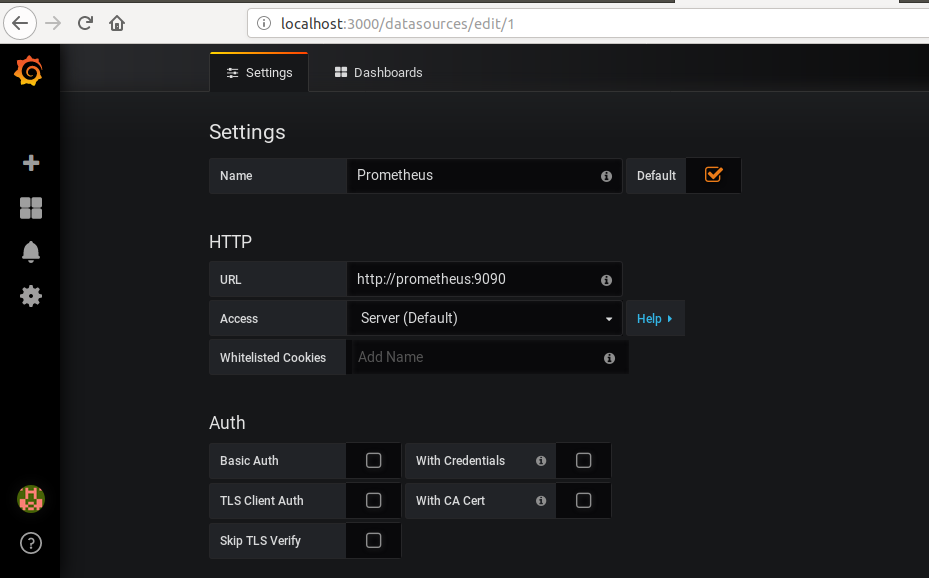 localhost:3000/datasources/edit/1
Settings Dashboards
Settings
Name Prometheus Default
HTTP
URL http://prometheus:9090
Access Server (Default) Help
Whitelisted Cookies Add Name
Auth
Basic Auth With Credentials
TLS Client Auth With CA Cert
Skip TLS Verify